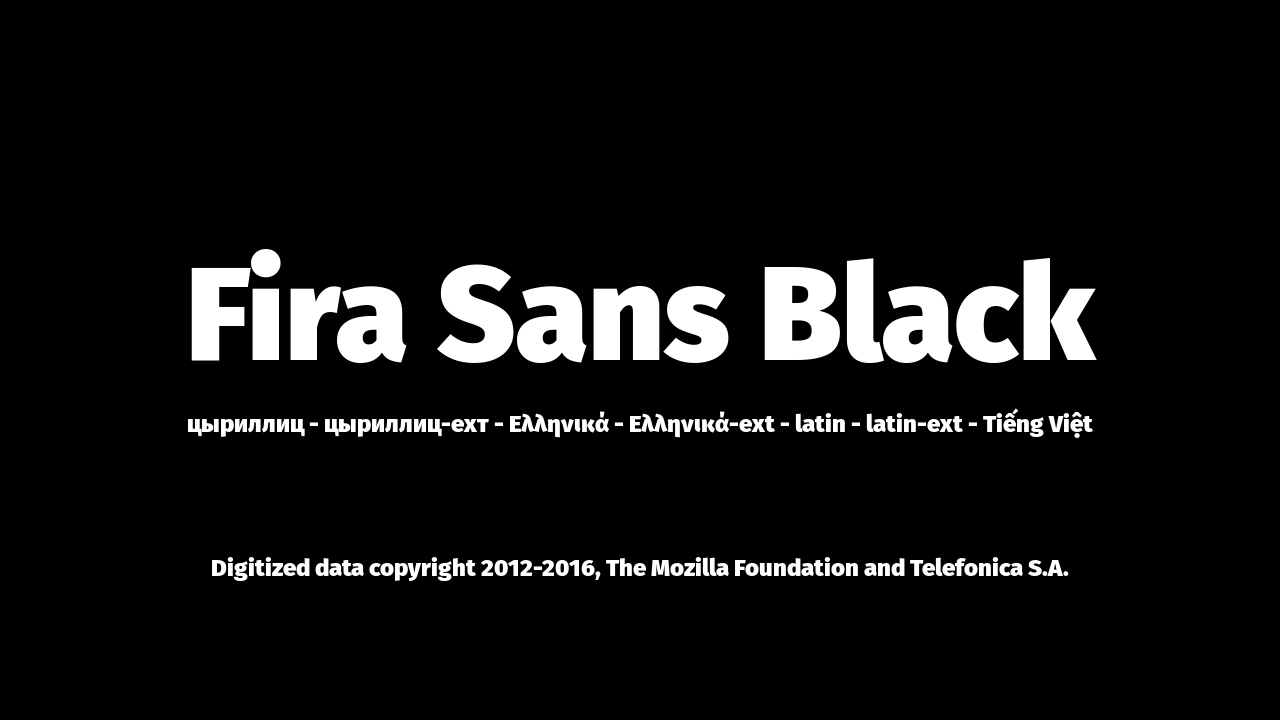 Fira Sans Black
цыриллиц - цыриллиц-ехт - Ελληνικά - Ελληνικά-ext - latin - latin-ext - Tiếng Việt
Digitized data copyright 2012-2016, The Mozilla Foundation and Telefonica S.A.